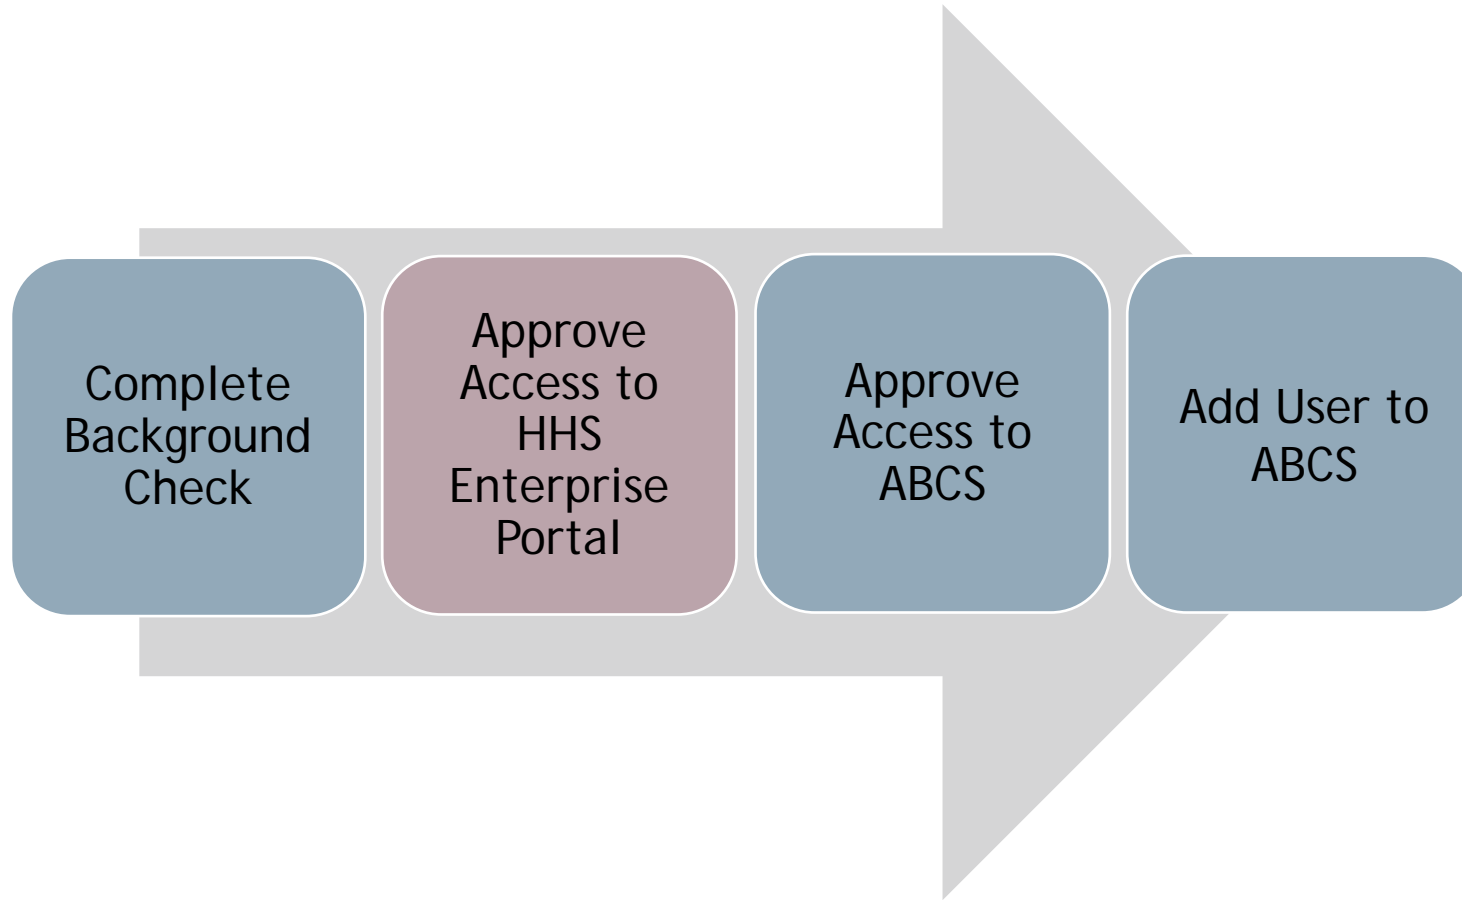 Complete
Background
Check
Approve
Access to
HHS
Enterprise
Portal
Approve
Access to
ABCS
Add User to
ABCS